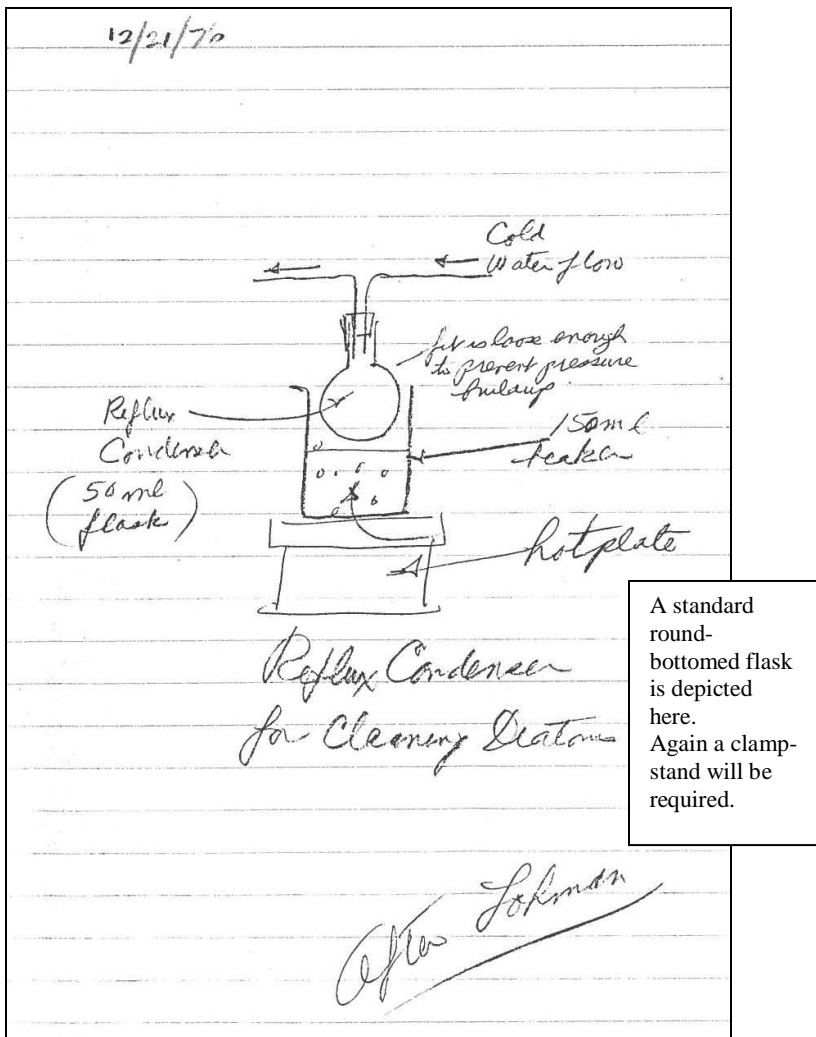 12/21/70
Cold
Water flow
fit is loose enough
to prevent pressure
buildup.
Reflux
Condenser
(50 ml
flask)
150 ml
beaker
hotplate
Reflux Condenser
for Cleaning Diatoms
A standard
round-
bottomed flask
is depicted
here.
Again a clamp-
stand will be
required.
After Lohman